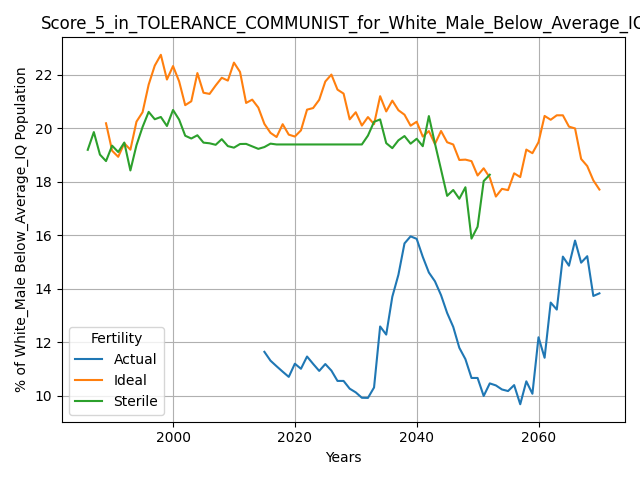 Score_5_in_TOLERANCE_COMMUNIST_for_White_Male_Below_Average_IQ
% of White_Male Below_Average_IQ Population
22
20
18
16
14
12
10
Fertility
Actual
Ideal
Sterile
2000
2020
2040
2060
Years